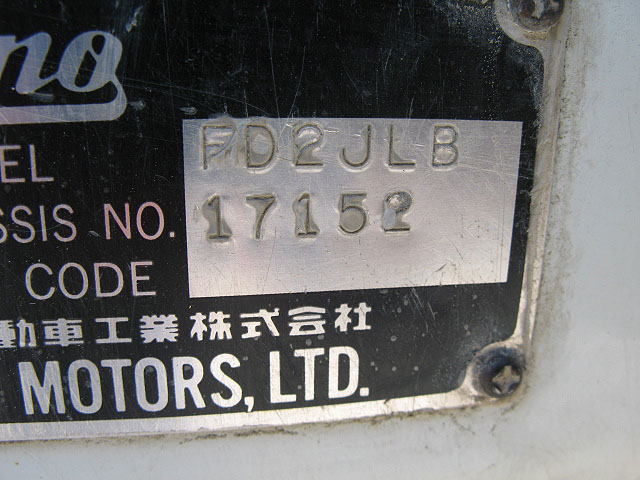 no
EL FD2JLB
SSIS NO. 17152
CODE
動車工業株式会社
MOTORS, LTD.